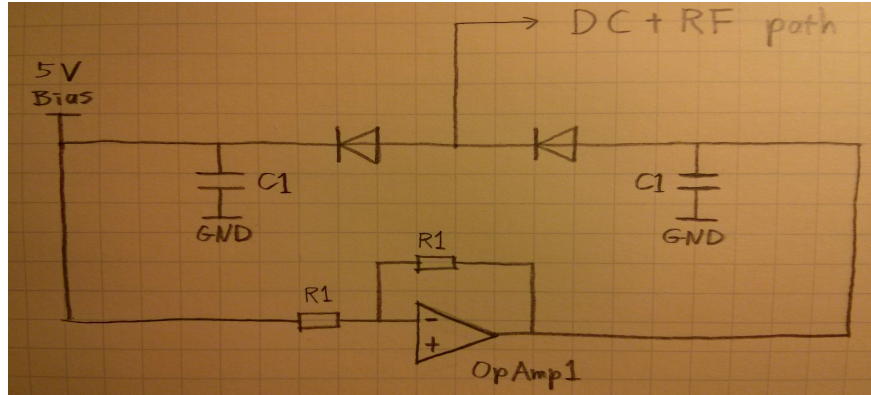 DC + RF path
5V
Bias
C1
GND
C1
GND
R1
R1
-
+
OpAmp1